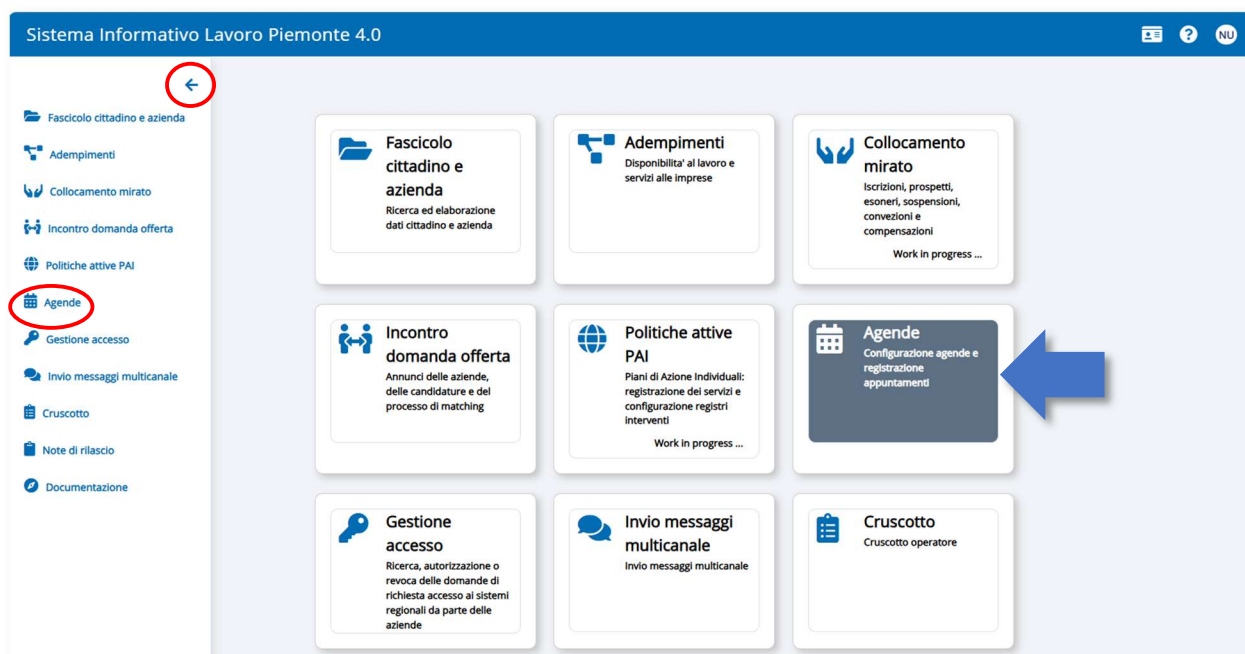 Sistema Informativo Lavoro Piemonte 4.0
NU
Fascicolo cittadino e azienda
Adempimenti
Collocamento mirato
Incontro domanda offerta
Politiche attive PAI
Agende
Gestione accesso
Invio messaggi multicanale
Cruscotto
Note di rilascio
Documentazione
Fascicolo
cittadino e
azienda
Ricerca ed elaborazione
dati cittadino e azienda
Adempimenti
Disponibilita' al lavoro e
servizi alle imprese
Collocamento
mirato
Iscrizioni, prospetti,
esoneri, sospensioni,
convezioni e
compensazioni
Work in progress ...
Incontro
domanda offerta
Annunci delle aziende,
delle candidature e del
processo di matching
Politiche attive
PAI
Piani di Azione Individuali:
registrazione dei servizi e
configurazione registri
interventi
Work in progress ...
Agende
Configurazione agende e
registrazione
appuntamenti
Gestione
accesso
Ricerca, autorizzazione o
revoca delle domande di
richiesta accesso ai sistemi
regionali da parte delle
aziende
Invio messaggi
multicanale
Invio messaggi multicanale
Cruscotto
Cruscotto operatore